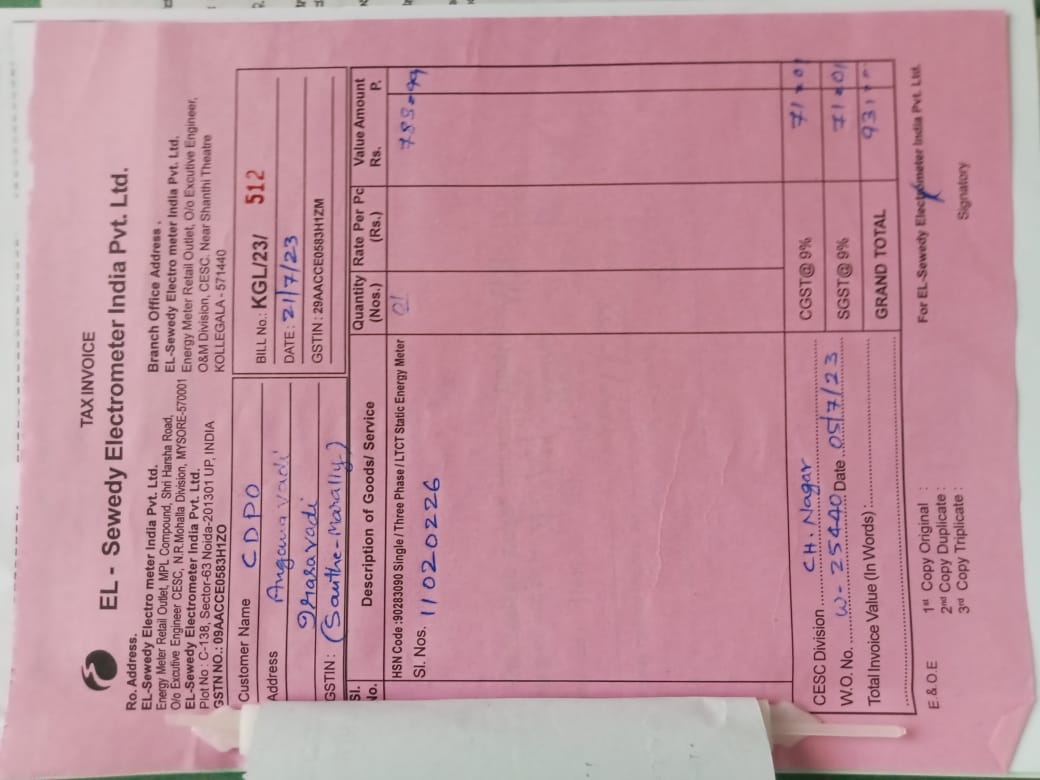 TAX INVOICE
EL - Sewedy Electrometer India Pvt. Ltd.
Ro. Address.
EL-Sewedy Electro meter India Pvt. Ltd.
Energy Meter Retail Outlet, MPL Compound, Shri Harsha Road,
O/o Excutive Engineer CESC, N.R.Mohalla Division, MYSORE-570001
EL-Sewedy Electrometer India Pvt. Ltd.
Plot No : C-138, Sector-63 Noida-201301 UP, INDIA
GSTN NO.: 09AACCE0583H1ZO
Branch Office Address .
EL-Sewedy Electro meter India Pvt. Ltd,
Energy Meter Retail Outlet, O/o Excutive Engineer,
O&M Division, CESC. Near Shanthi Theatre
KOLLEGALA - 571440
Customer Name CDPO
Address Anganavadi
(Santhe-Marally)
GSTIN :
BILL No.: KGL/23/ 512
DATE : 21/7/23
GSTIN : 29AACCE0583H1ZM
Sl. No. Description of Goods/ Service Quantity (Nos.) Rate Per Pc (Rs.) Value Amount Rs. P.
HSN Code :90283090 Single / Three Phase / LTCT Static Energy Meter 01
Sl. Nos. 11020226
CESC Division CH. Nagar CGST@ 9% 71=01
W.O. No. W-25440 Date 05/7/23 SGST@ 9% 71=01
Total Invoice Value (In Words) : GRAND TOTAL
E & O E
1st Copy Original :
2nd Copy Duplicate :
3rd Copy Triplicate :
For EL-Sewedy Electrometer India Pvt. Ltd.
Signatory